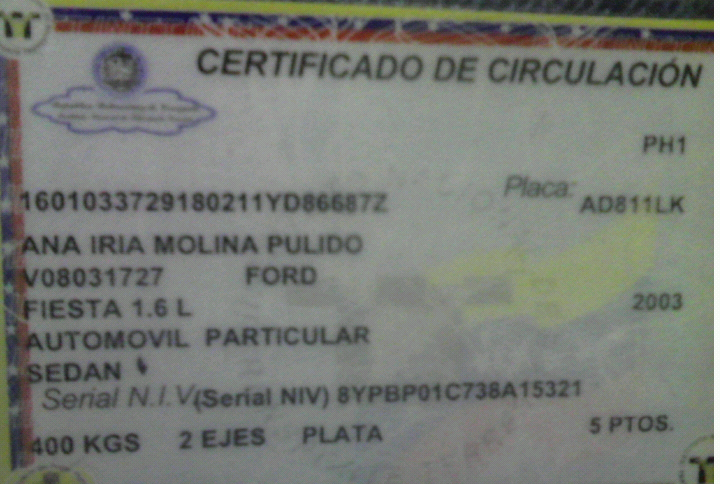 CERTIFICADO DE CIRCULACIÓN
PH1
1601033729180211YD86687Z Placa: AD811LK
ANA IRIA MOLINA PULIDO
V08031727 FORD
FIESTA 1.6 L 2003
AUTOMOVIL PARTICULAR
SEDAN
Serial N.I.V(Serial NIV) 8YPBP01C738A15321
400 KGS 2 EJES PLATA 5 PTOS.